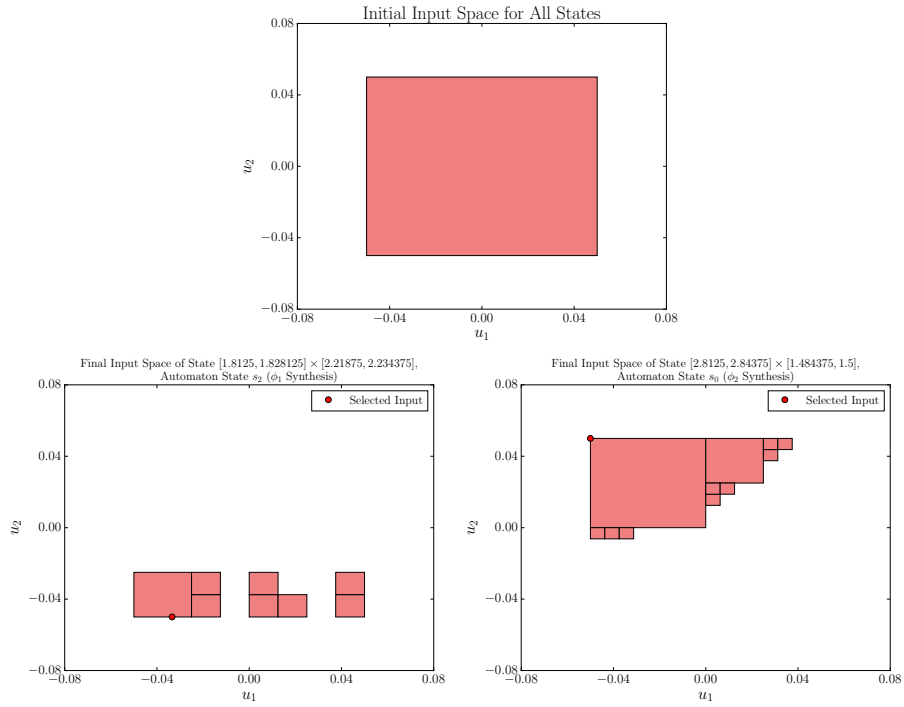 Initial Input Space for All States
0.08
0.04
0.00
−0.04
−0.08
u₂
−0.08 −0.04 0.00 0.04 0.08
u₁
Final Input Space of State [1.8125, 1.828125] × [2.21875, 2.234375],
Automaton State s₂ (ϕ₁ Synthesis)
Selected Input
0.08
0.04
0.00
−0.04
−0.08
u₂
−0.08 −0.04 0.00 0.04 0.08
u₁
Final Input Space of State [2.8125, 2.84375] × [1.484375, 1.5],
Automaton State s₀ (ϕ₂ Synthesis)
Selected Input
0.08
0.04
0.00
−0.04
−0.08
u₂
−0.08 −0.04 0.00 0.04 0.08
u₁